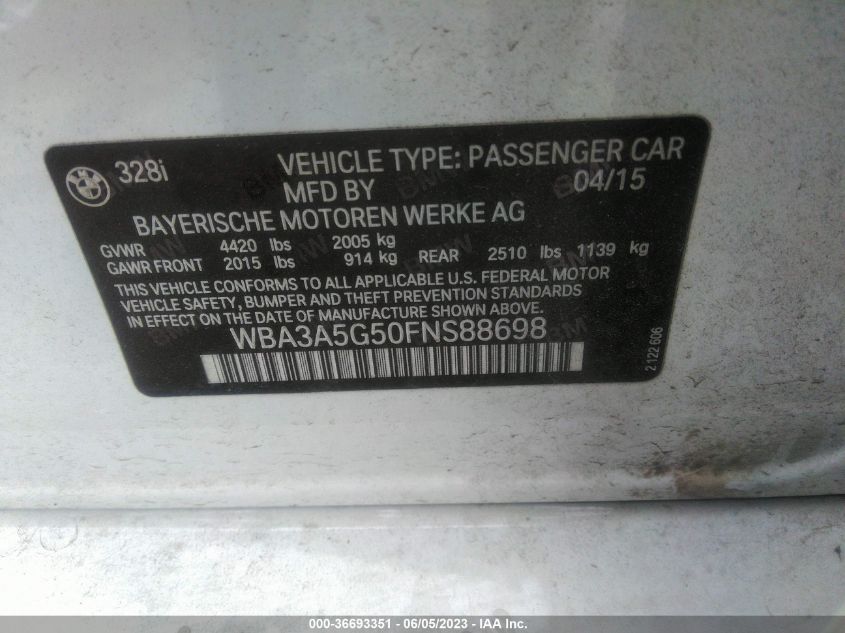 328i VEHICLE TYPE: PASSENGER CAR
MFD BY 04/15
BAYERISCHE MOTOREN WERKE AG
GVWR 4420 lbs 2005 kg
GAWR FRONT 2015 lbs 914 kg REAR 2510 lbs 1139 kg
THIS VEHICLE CONFORMS TO ALL APPLICABLE U.S. FEDERAL MOTOR
VEHICLE SAFETY, BUMPER AND THEFT PREVENTION STANDARDS
IN EFFECT ON THE DATE OF MANUFACTURE SHOWN ABOVE.
WBA3A5G50FNS88698
2 122 606
000-36693351 - 06/05/2023 - IAA Inc.